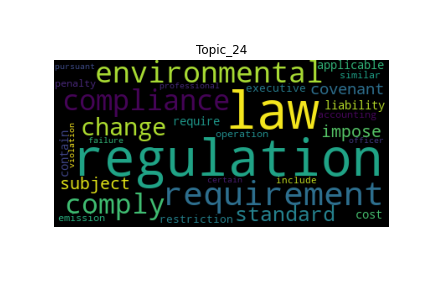 Topic_24
pursuant
environmental
applicable
similar
penalty
professional
executive
covenant
compliance
law
liability
accounting
change
require
impose
operation
contain
violation
failure
officer
regulation
subject
certain
include
requirement
comply
standard
cost
emission
restriction